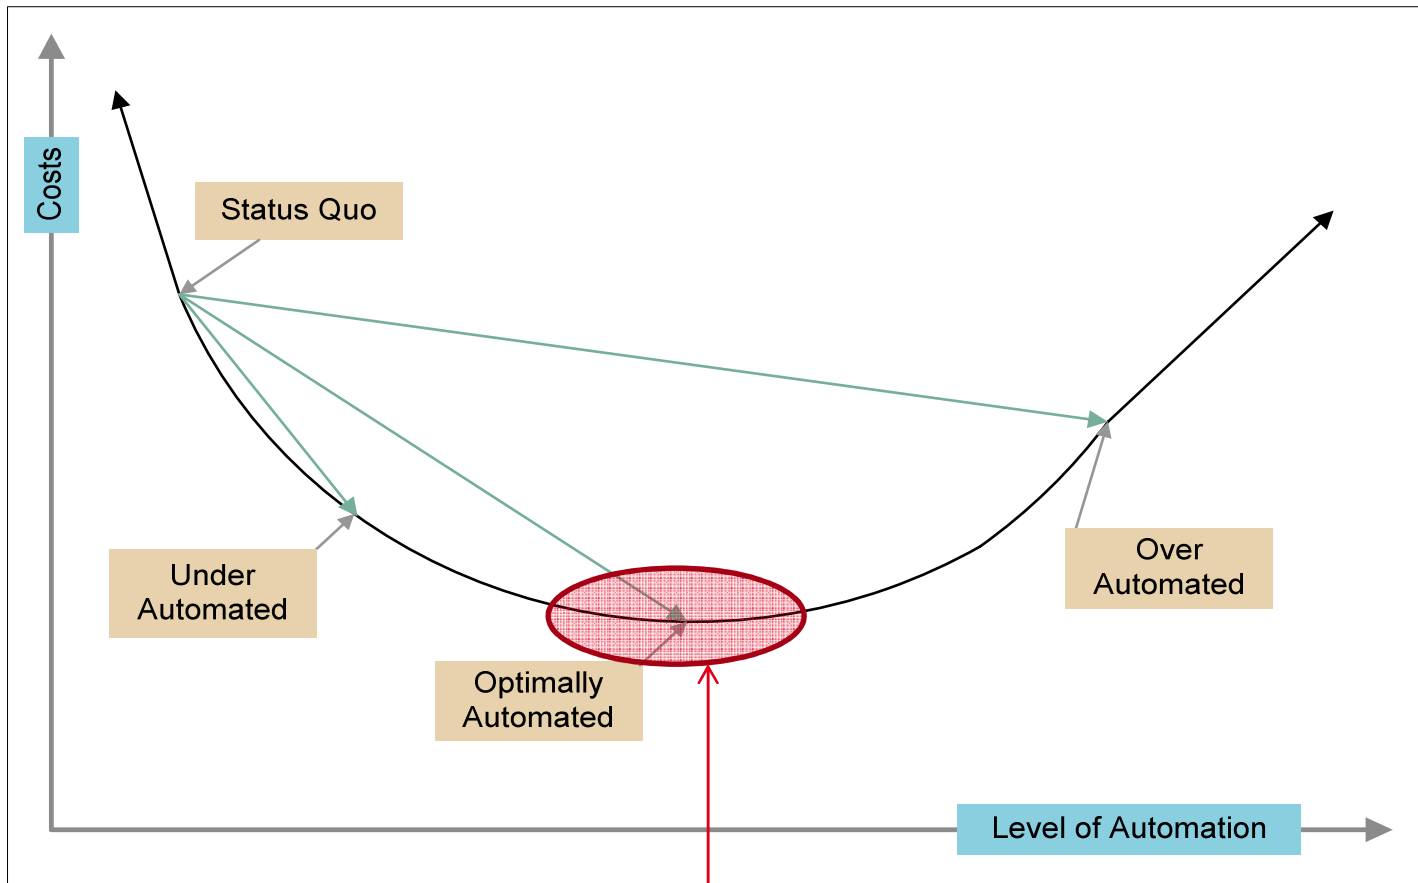 Costs
Status Quo
Under
Automated
Optimally
Automated
Over
Automated
Level of Automation